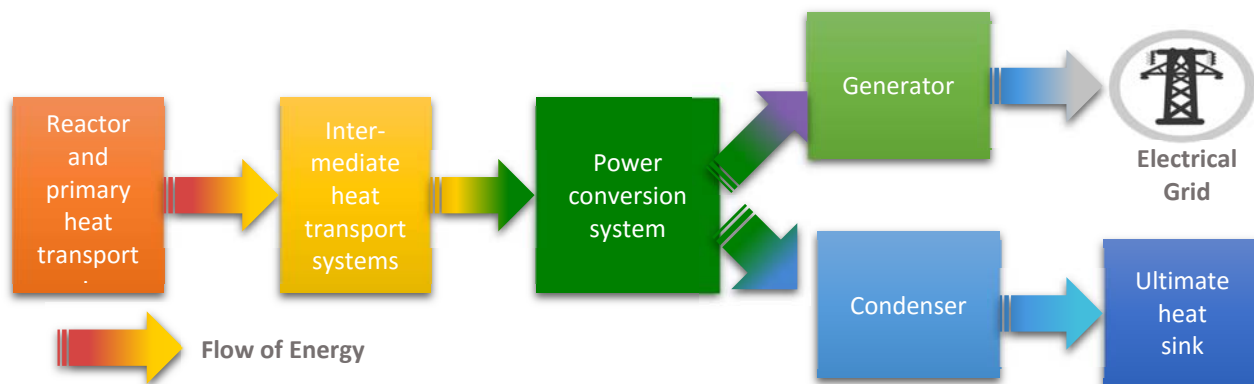 Reactor
and
primary
heat
transport
Inter-
mediate
heat
transport
systems
Power
conversion
system
Generator
Electrical
Grid
Condenser
Ultimate
heat
sink
Flow of Energy